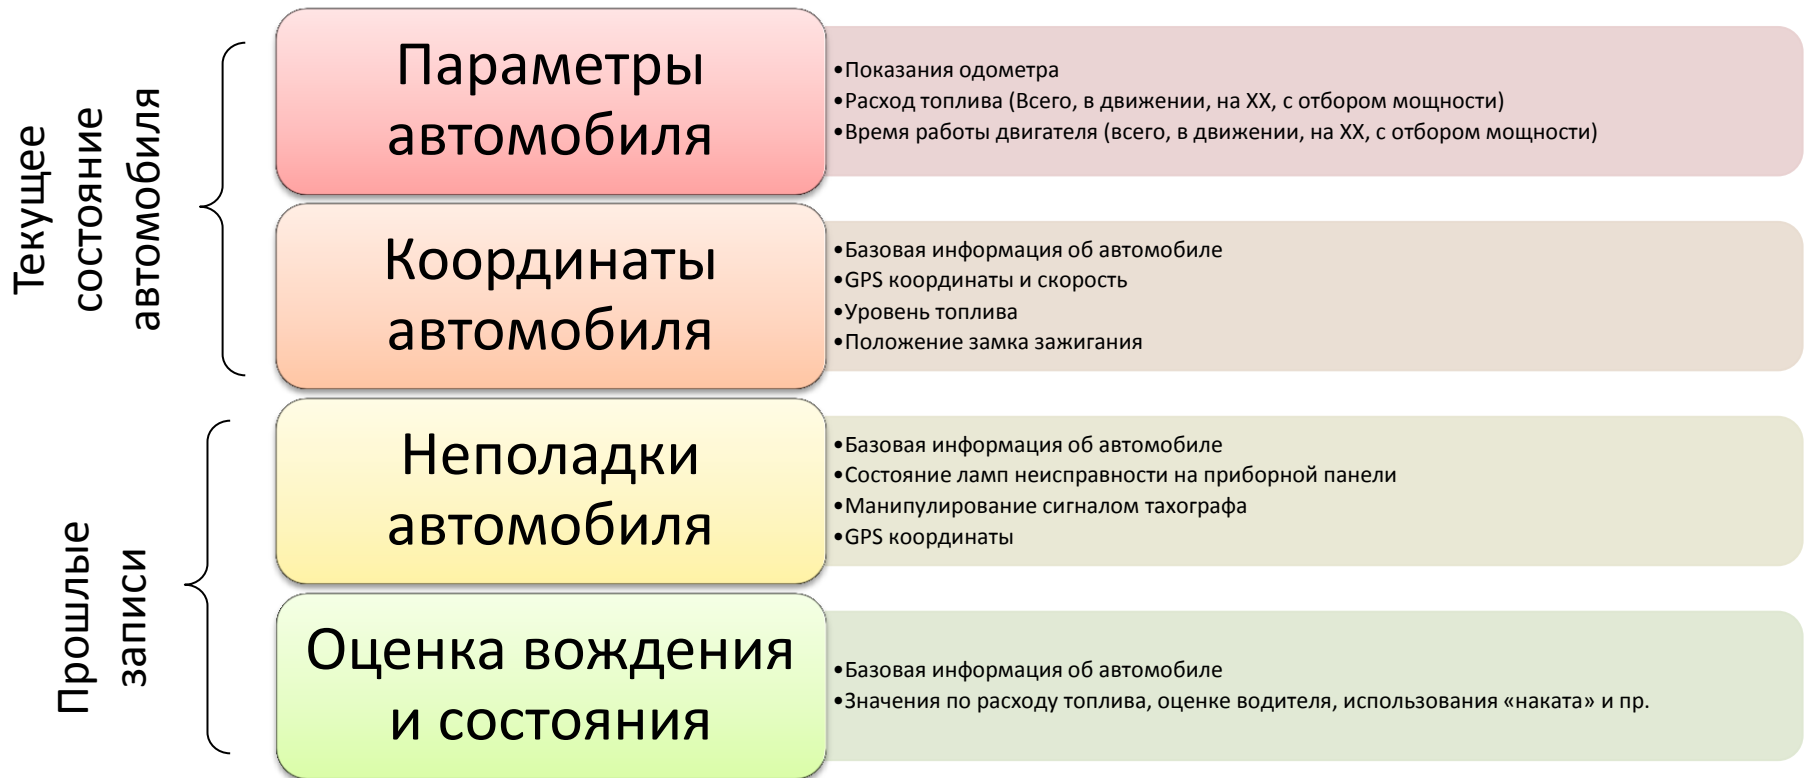 Текущее
состояние
автомобиля
Параметры
автомобиля
•Показания одометра
•Расход топлива (Всего, в движении, на ХХ, с отбором мощности)
•Время работы двигателя (всего, в движении, на ХХ, с отбором мощности)
Координаты
автомобиля
•Базовая информация об автомобиле
•GPS координаты и скорость
•Уровень топлива
•Положение замка зажигания
Прошлые
записи
Неполадки
автомобиля
•Базовая информация об автомобиле
•Состояние ламп неисправности на приборной панели
•Манипулирование сигналом тахографа
•GPS координаты
Оценка вождения
и состояния
•Базовая информация об автомобиле
•Значения по расходу топлива, оценке водителя, использования «наката» и пр.